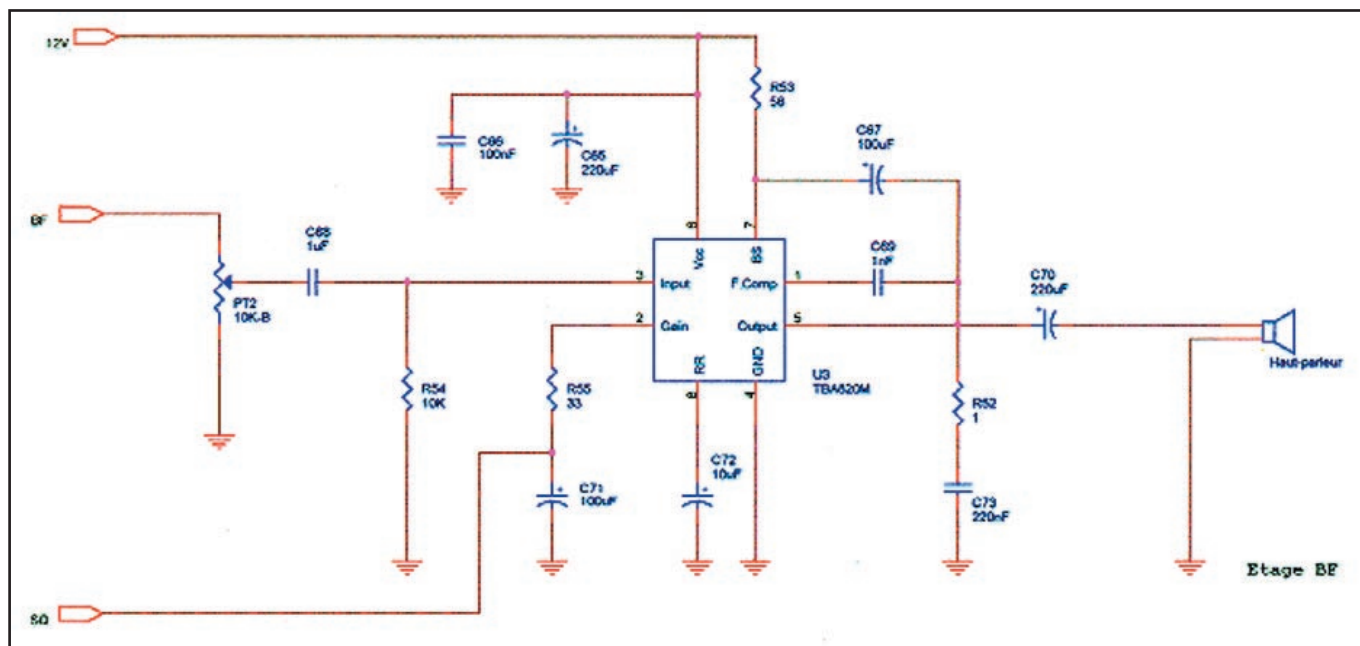 12V
R53
C66
100nF
C65
220uF
C67
100uF
BF
C68
1uF
PT2
10K-B
6
7
Vcc
BS
3
Input
F.Comp
1
C69
1nF
C70
220uF
2
Gain
Output
5
RR
GND
8
4
U3
TBA820M
Haut-parleur
R54
10K
R55
33
R52
1
C71
100uF
C72
10uF
C73
220nF
Etage BF
SQ